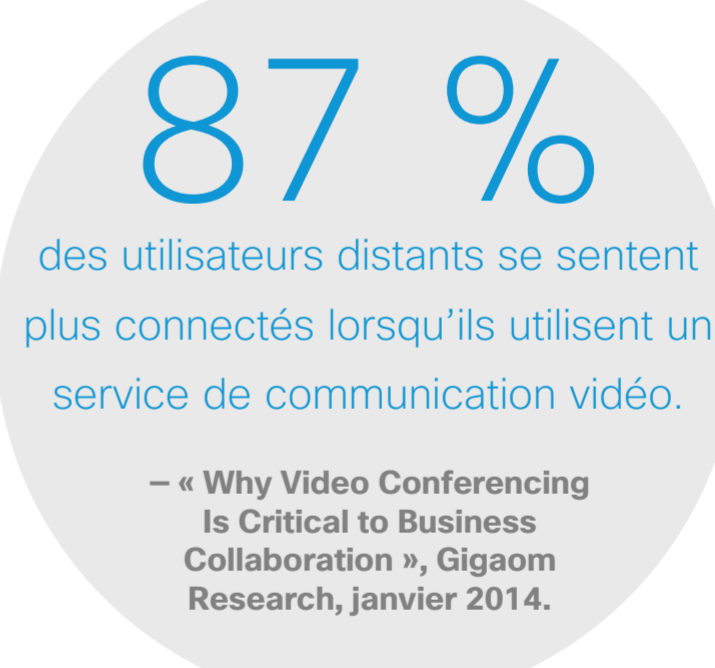 87 %
des utilisateurs distants se sentent
plus connectés lorsqu’ils utilisent un
service de communication vidéo.
– « Why Video Conferencing
Is Critical to Business
Collaboration », Gigaom
Research, janvier 2014.